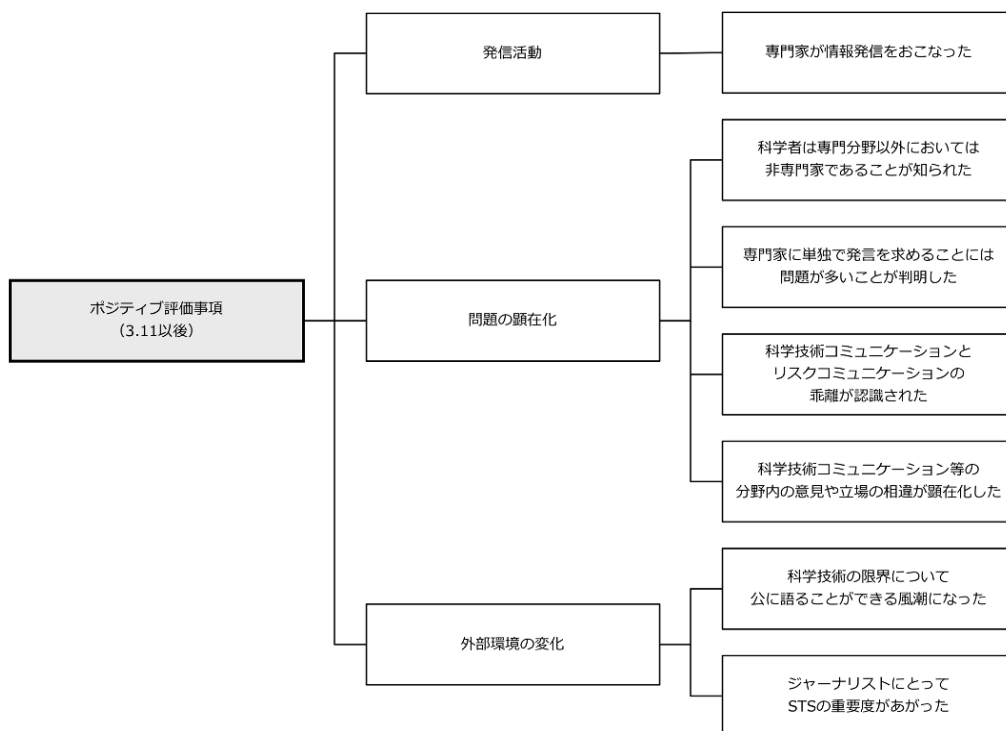 ポジティブ評価事項
（3.11以後）
発信活動
専門家が情報発信をおこなった
問題の顕在化
科学者は専門分野以外においては
非専門家であることが知られた
専門家に単独で発言を求めることには
問題が多いことが判明した
科学技術コミュニケーションと
リスクコミュニケーションの
乖離が認識された
科学技術コミュニケーション等の
分野内の意見や立場の相違が顕在化した
外部環境の変化
科学技術の限界について
公に語ることができる風潮になった
ジャーナリストにとって
STSの重要度があがった